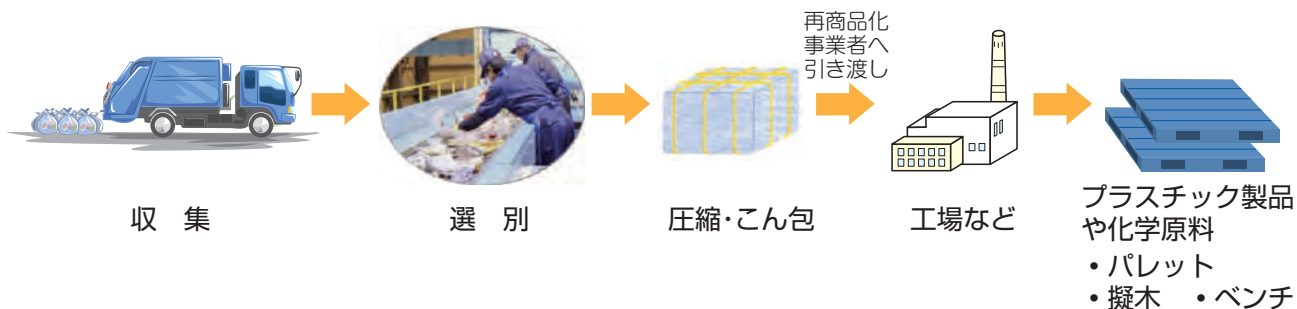 再商品化
事業者へ
引き渡し
収 集
選 別
圧縮・こん包
工場など
プラスチック製品
や化学原料
・パレット
・擬木 ・ベンチ